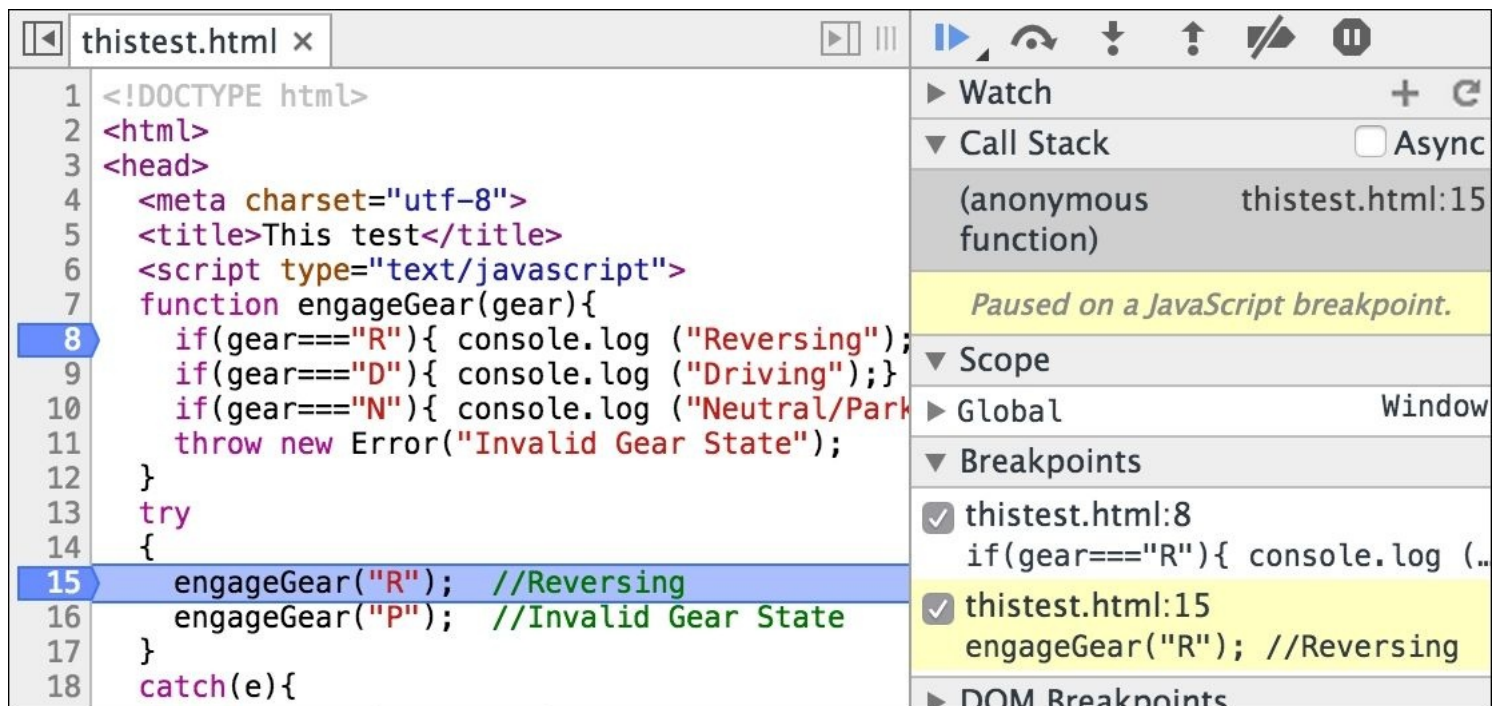 thistest.html ×
1 <!DOCTYPE html>
2 <html>
3 <head>
4 <meta charset="utf-8">
5 <title>This test</title>
6 <script type="text/javascript">
7 function engageGear(gear){
8 if(gear==="R"){ console.log ("Reversing");
9 if(gear==="D"){ console.log ("Driving");}
10 if(gear==="N"){ console.log ("Neutral/Park
11 throw new Error("Invalid Gear State");
12 }
13 try
14 {
15 engageGear("R"); //Reversing
16 engageGear("P"); //Invalid Gear State
17 }
18 catch(e){
Watch
Call Stack Async
(anonymous thistest.html:15
function)
Paused on a JavaScript breakpoint.
Scope
Global Window
Breakpoints
thistest.html:8
if(gear==="R"){ console.log (…
thistest.html:15
engageGear("R"); //Reversing
DOM Breakpoints